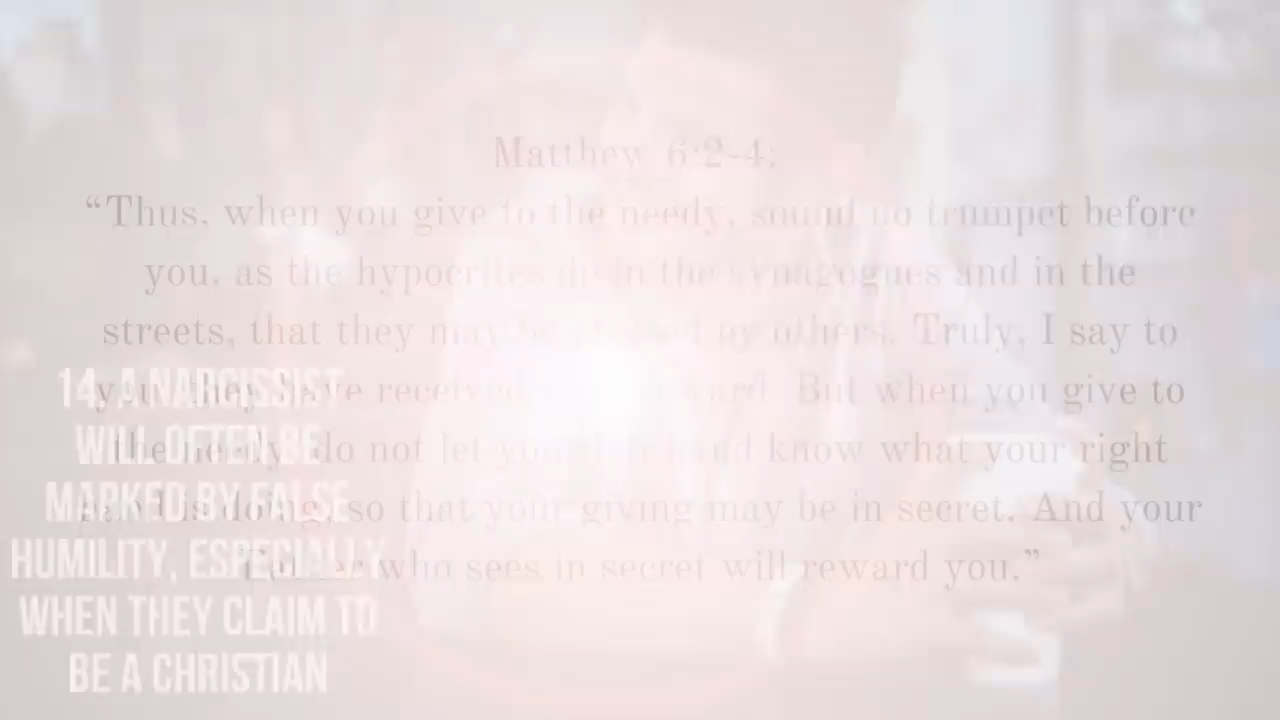 Matthew 6:2-4:
“Thus, when you give to the needy, sound no trumpet before
you, as the hypocrites do in the synagogues and in the
streets, that they may be praised by others. Truly, I say to
you, they have received their reward. But when you give to
the needy, do not let your left hand know what your right
hand is doing, so that your giving may be in secret. And your
Father who sees in secret will reward you.”
14. A NARCISSIST
WILL OFTEN BE
MARKED BY FALSE
HUMILITY, ESPECIALLY
WHEN THEY CLAIM TO
BE A CHRISTIAN